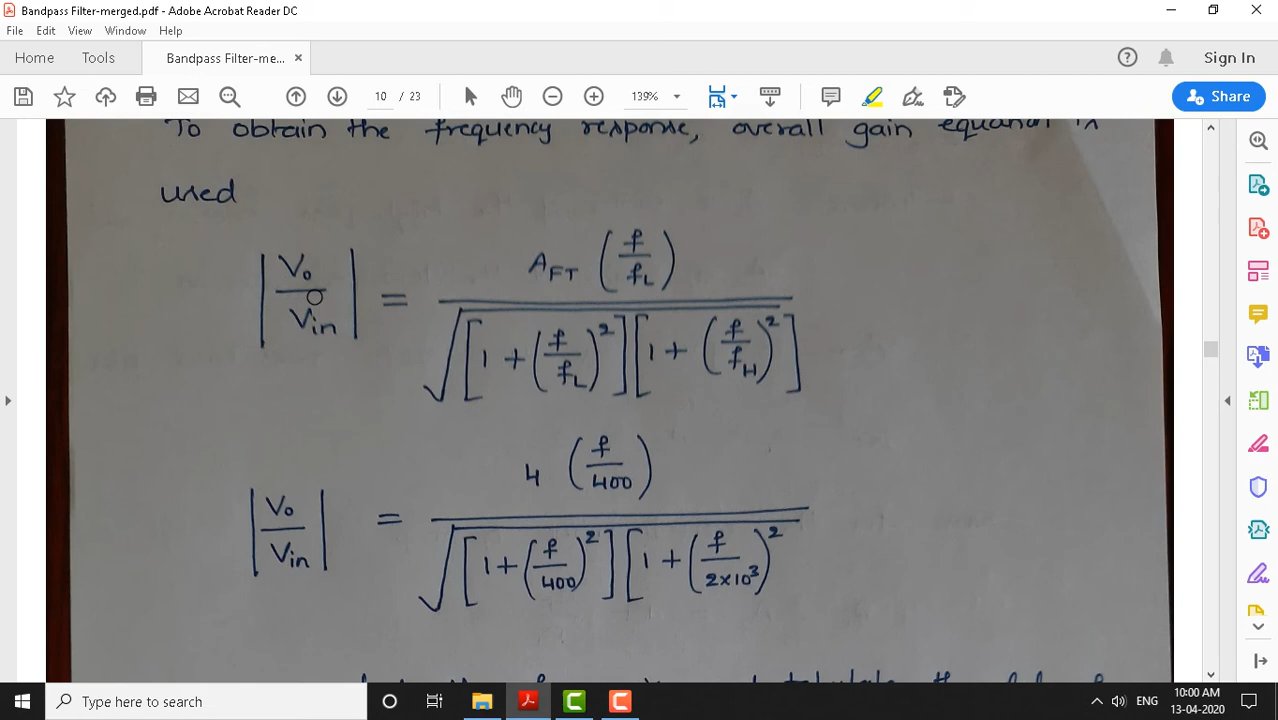 Bandpass Filter-merged.pdf - Adobe Acrobat Reader DC
File Edit View Window Help
Home Tools Bandpass Filter-me... × Sign In
10 / 23 139% Share
To obtain the frequency response, overall gain equation is
used
|Vo/Vin| = AFT (f/fL) / √[1 + (f/fL)²][1 + (f/fH)²]
|Vo/Vin| = 4 (f/400) / √[1 + (f/400)²][1 + (f/2×10³)²
tabulate the
Type here to search
ENG
10:00 AM
13-04-2020